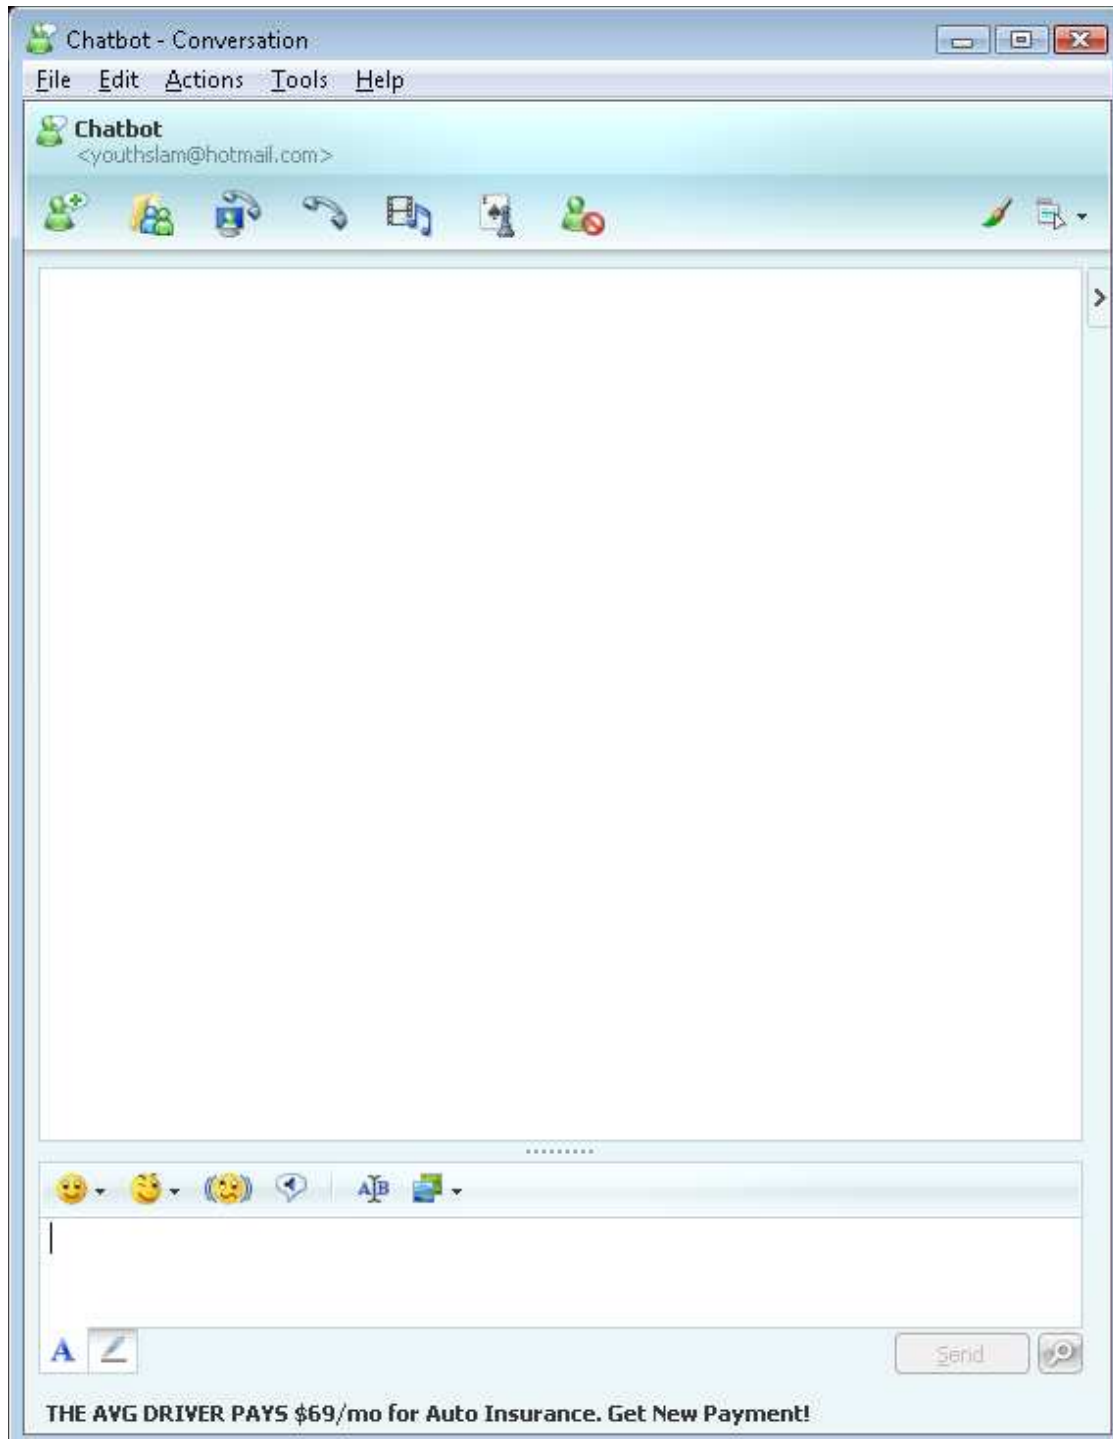 Chatbot - Conversation
File Edit Actions Tools Help
Chatbot
<youthslam@hotmail.com>
A B
A
Send
THE AVG DRIVER PAYS $69/mo for Auto Insurance. Get New Payment!